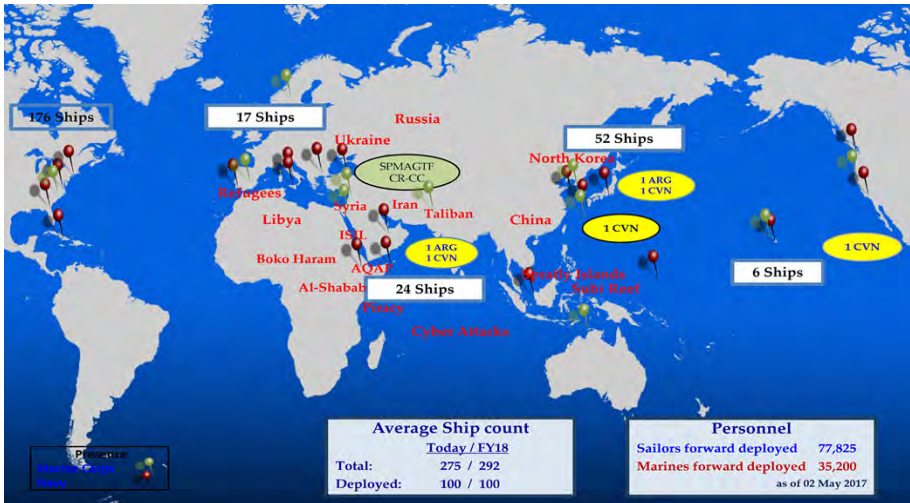 176 Ships
17 Ships
Russia
Ukraine
52 Ships
North Korea
SPMAGTF
CR-CC
1 ARG
1 CVN
Refugees
Syria
Iran
Taliban
Libya
China
1 CVN
ISIL
1 ARG
1 CVN
1 CVN
Boko Haram
AQAP
6 Ships
Spratly Islands
Al-Shabab
24 Ships
Subi Reef
Piracy
Cyber Attacks
Average Ship count
Today / FY18
Total: 275 / 292
Deployed: 100 / 100
Personnel
Sailors forward deployed 77,825
Marines forward deployed 35,200
as of 02 May 2017
Presence
Marine Corps
Navy